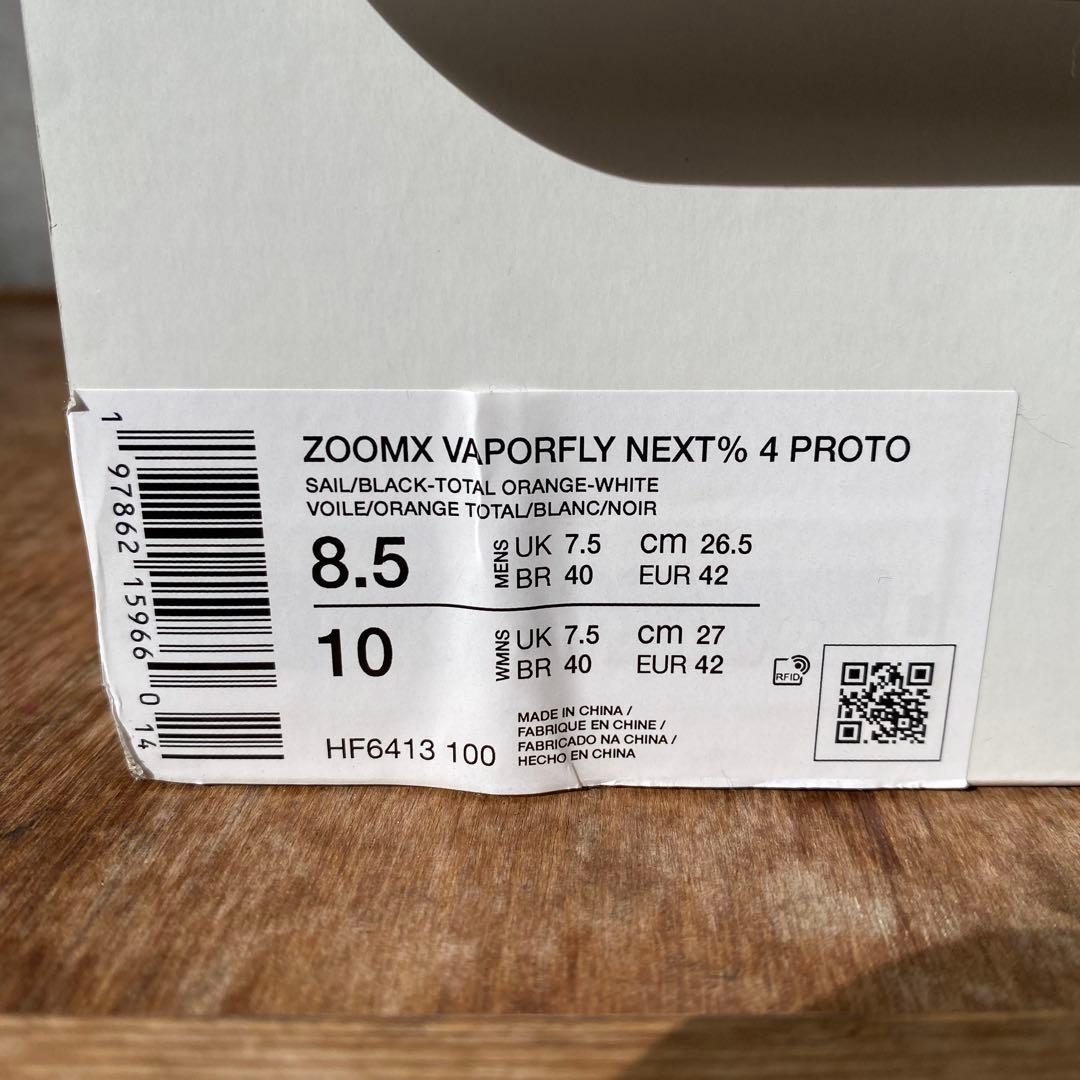 1 97862 15966 0 14
ZOOMX VAPORFLY NEXT% 4 PROTO
SAIL/BLACK-TOTAL ORANGE-WHITE
VOILE/ORANGE TOTAL/BLANC/NOIR
8.5 MENS UK 7.5 cm 26.5
BR 40 EUR 42
10 WMNS UK 7.5 cm 27
BR 40 EUR 42
RFID
HF6413 100
MADE IN CHINA /
FABRIQUE EN CHINE /
FABRICADO NA CHINA /
HECHO EN CHINA